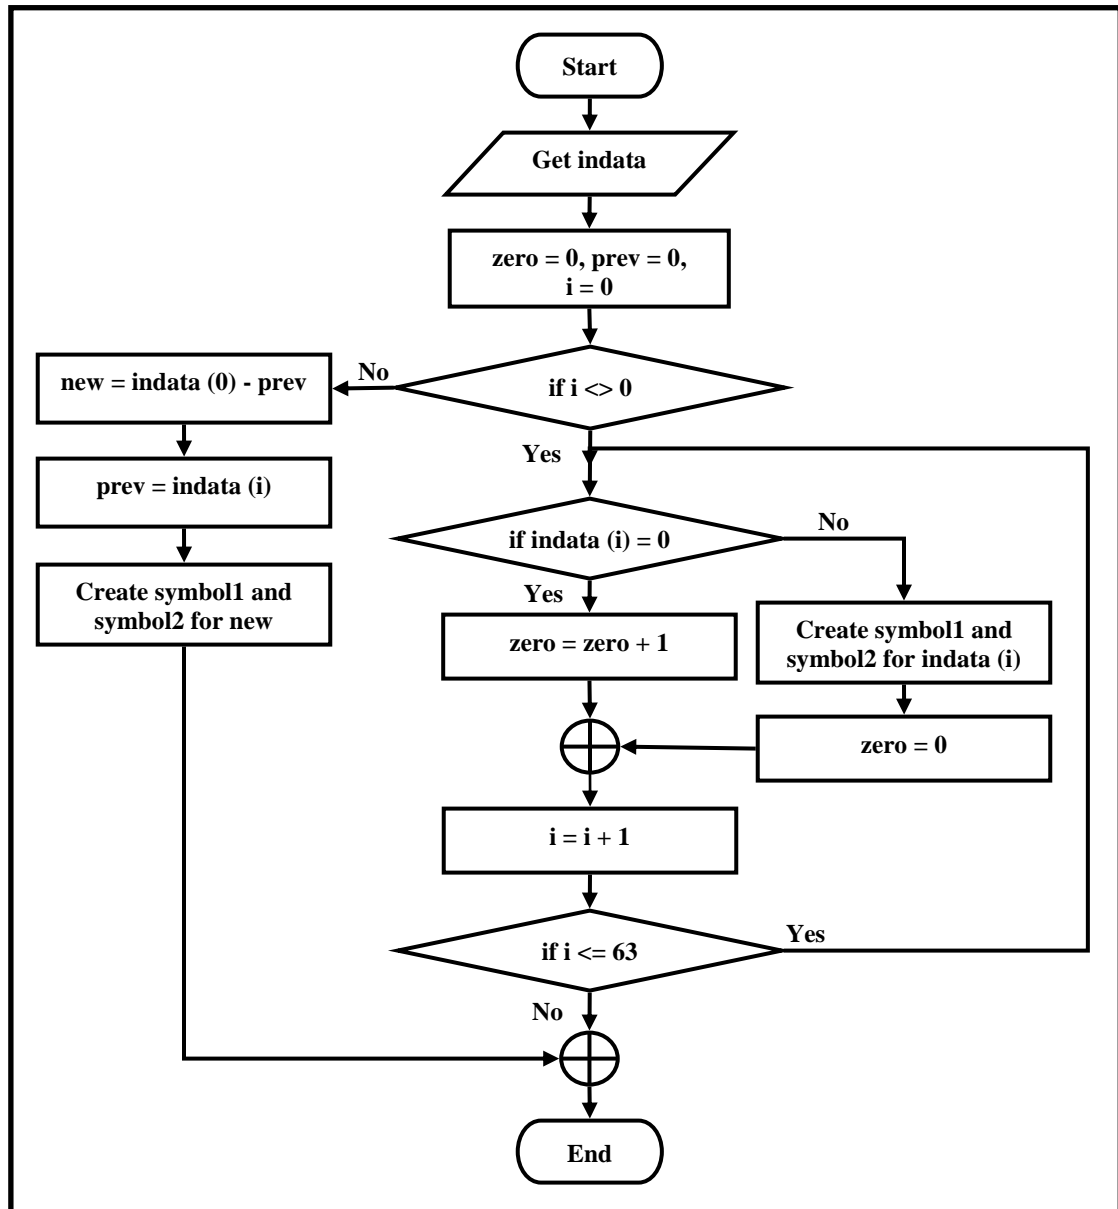 Start
Get indata
zero = 0, prev = 0,
i = 0
if i <> 0
No
new = indata (0) - prev
prev = indata (i)
Create symbol1 and
symbol2 for new
Yes
if indata (i) = 0
No
Yes
zero = zero + 1
Create symbol1 and
symbol2 for indata (i)
zero = 0
i = i + 1
if i <= 63
Yes
No
End